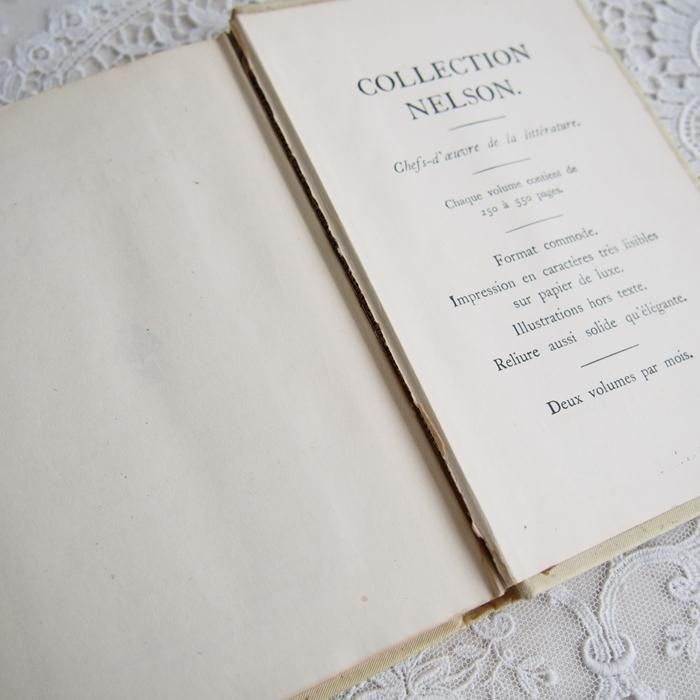 COLLECTION
NELSON.
Chefs-d'œuvre de la littérature.
Chaque volume contient de
250 à 550 pages.
Format commode.
Impression en caractères très lisibles
sur papier de luxe.
Illustrations hors texte.
Reliure aussi solide qu'élégante.
Deux volumes par mois.